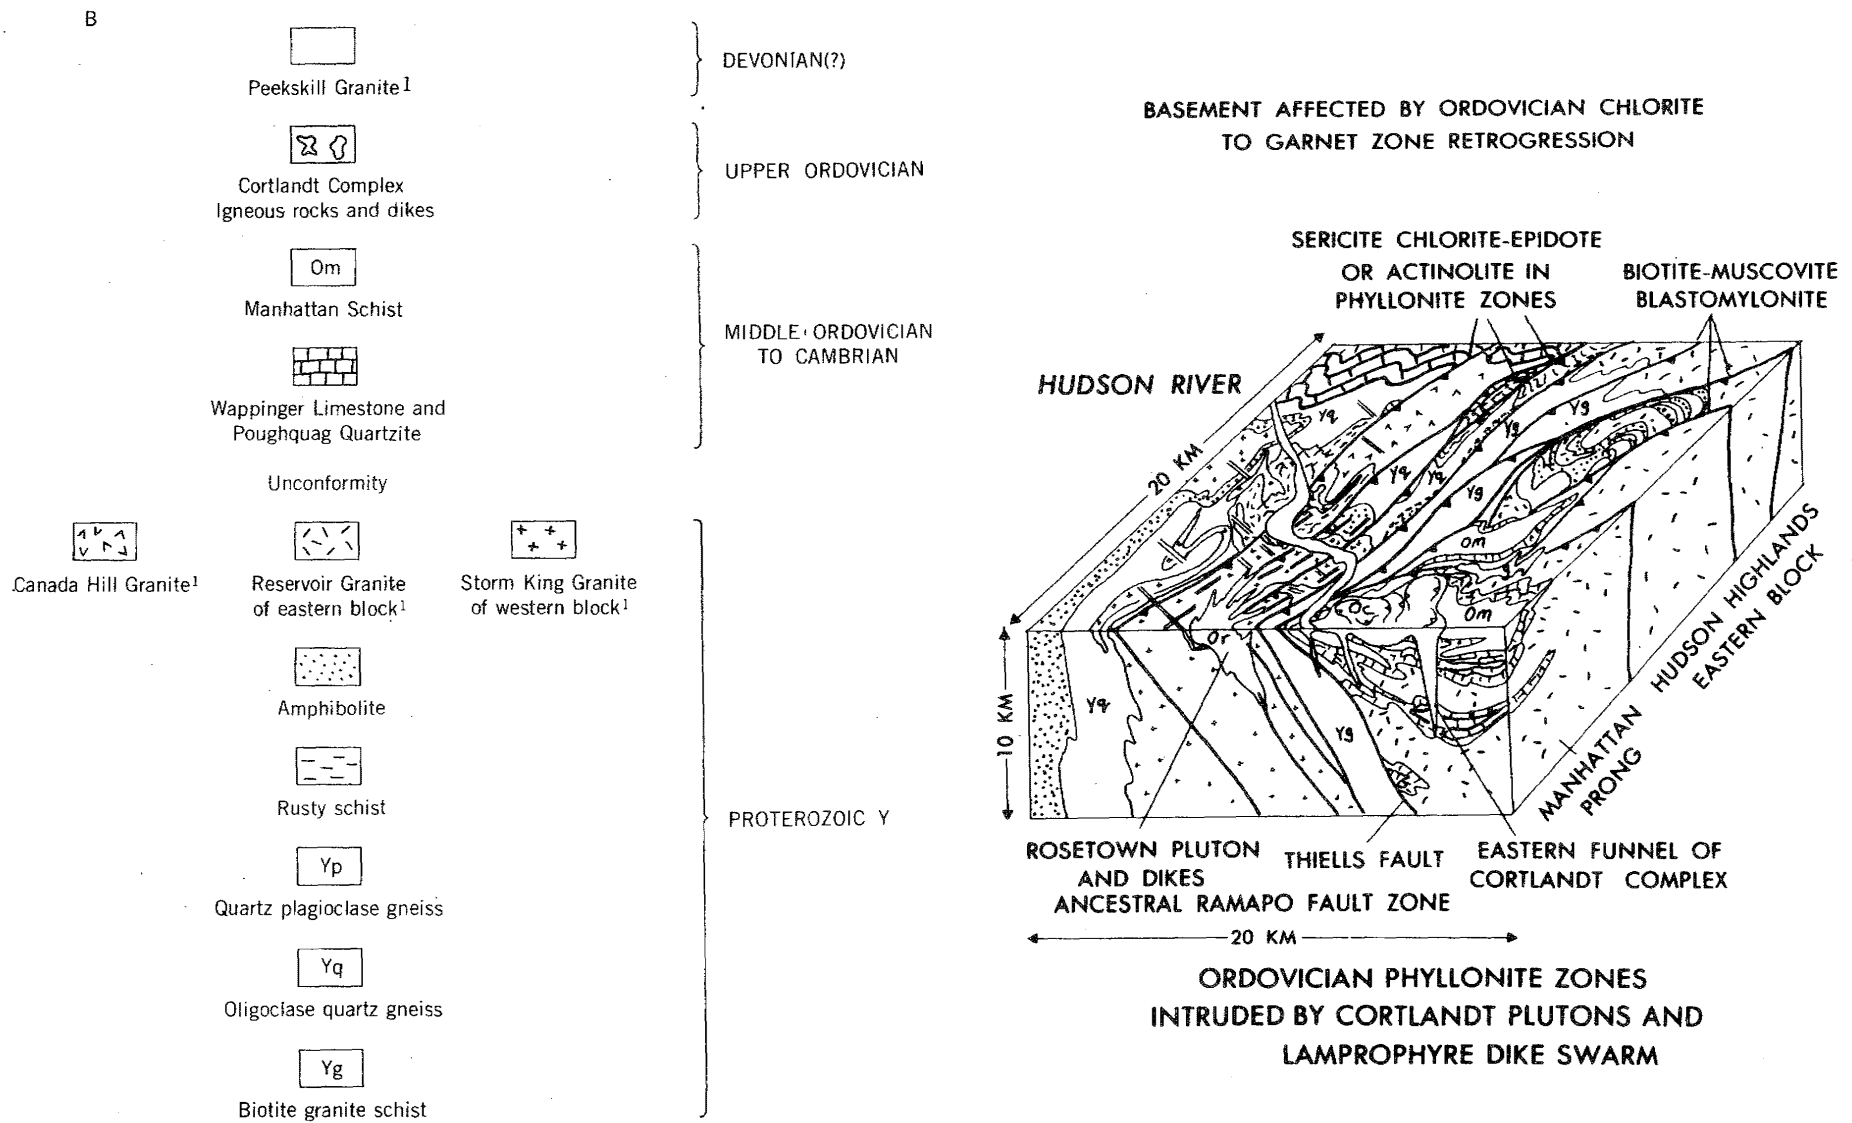 B
Peekskill Granite1
DEVONIAN(?)
Cortlandt Complex
Igneous rocks and dikes
UPPER ORDOVICIAN
Om
Manhattan Schist
Wappinger Limestone and
Poughquag Quartzite
MIDDLE ORDOVICIAN
TO CAMBRIAN
Unconformity
Canada Hill Granite1
Reservoir Granite
of eastern block1
Storm King Granite
of western block1
Amphibolite
Rusty schist
Yp
Quartz plagioclase gneiss
Yq
Oligoclase quartz gneiss
Yg
Biotite granite schist
PROTEROZOIC Y
BASEMENT AFFECTED BY ORDOVICIAN CHLORITE
TO GARNET ZONE RETROGRESSION
SERICITE CHLORITE-EPIDOTE
OR ACTINOLITE IN
PHYLLONITE ZONES
BIOTITE-MUSCOVITE
BLASTOMYLONITE
HUDSON RIVER
20 KM
Yq
Yg
Yg
Yq
Yq
Yg
Om
Oc
Om
Or
Yq
Yg
10 KM
HUDSON HIGHLANDS
EASTERN BLOCK
MANHATTAN
PRONG
ROSETOWN PLUTON
AND DIKES
THIELLS FAULT
EASTERN FUNNEL OF
CORTLANDT COMPLEX
ANCESTRAL RAMAPO FAULT ZONE
20 KM
ORDOVICIAN PHYLLONITE ZONES
INTRUDED BY CORTLANDT PLUTONS AND
LAMPROPHYRE DIKE SWARM